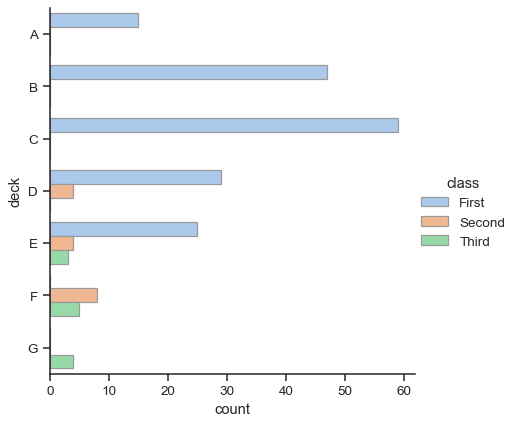 A
B
C
D
E
F
G
deck
0 10 20 30 40 50 60
count
class
First
Second
Third